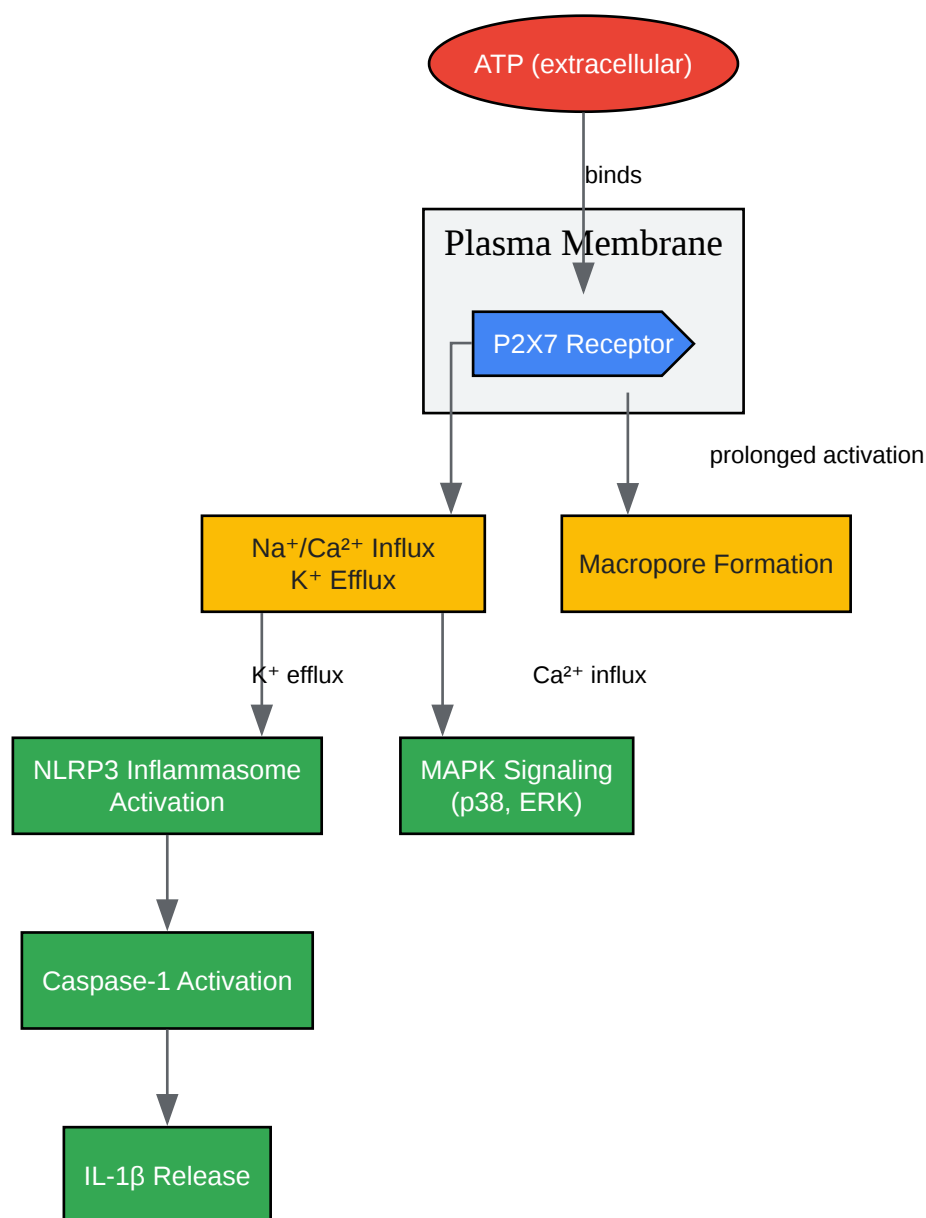 ATP (extracellular)
binds
Plasma Membrane
P2X7 Receptor
prolonged activation
Na⁺/Ca²⁺ Influx
K⁺ Efflux
Macropore Formation
K⁺ efflux
Ca²⁺ influx
NLRP3 Inflammasome
Activation
MAPK Signaling
(p38, ERK)
Caspase-1 Activation
IL-1β Release